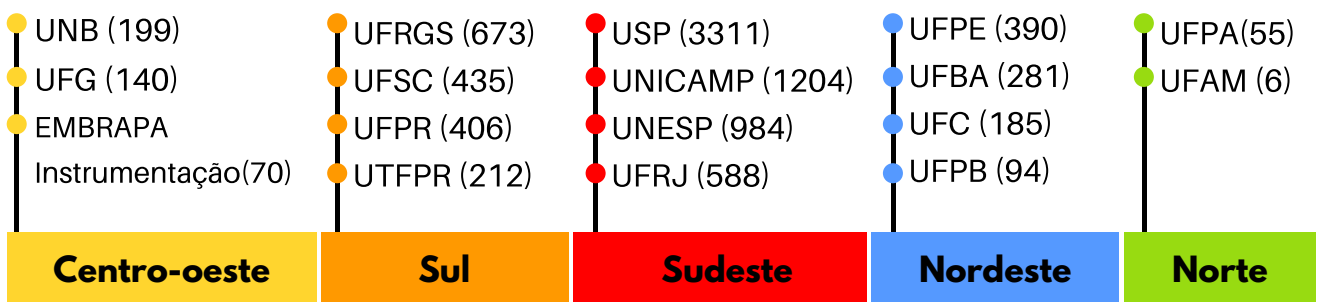 UNB (199)
UFG (140)
EMBRAPA
Instrumentação(70)
Centro-oeste
UFRGS (673)
UFSC (435)
UFPR (406)
UTFPR (212)
Sul
USP (3311)
UNICAMP (1204)
UNESP (984)
UFRJ (588)
Sudeste
UFPE (390)
UFBA (281)
UFC (185)
UFPB (94)
Nordeste
UFPA(55)
UFAM (6)
Norte